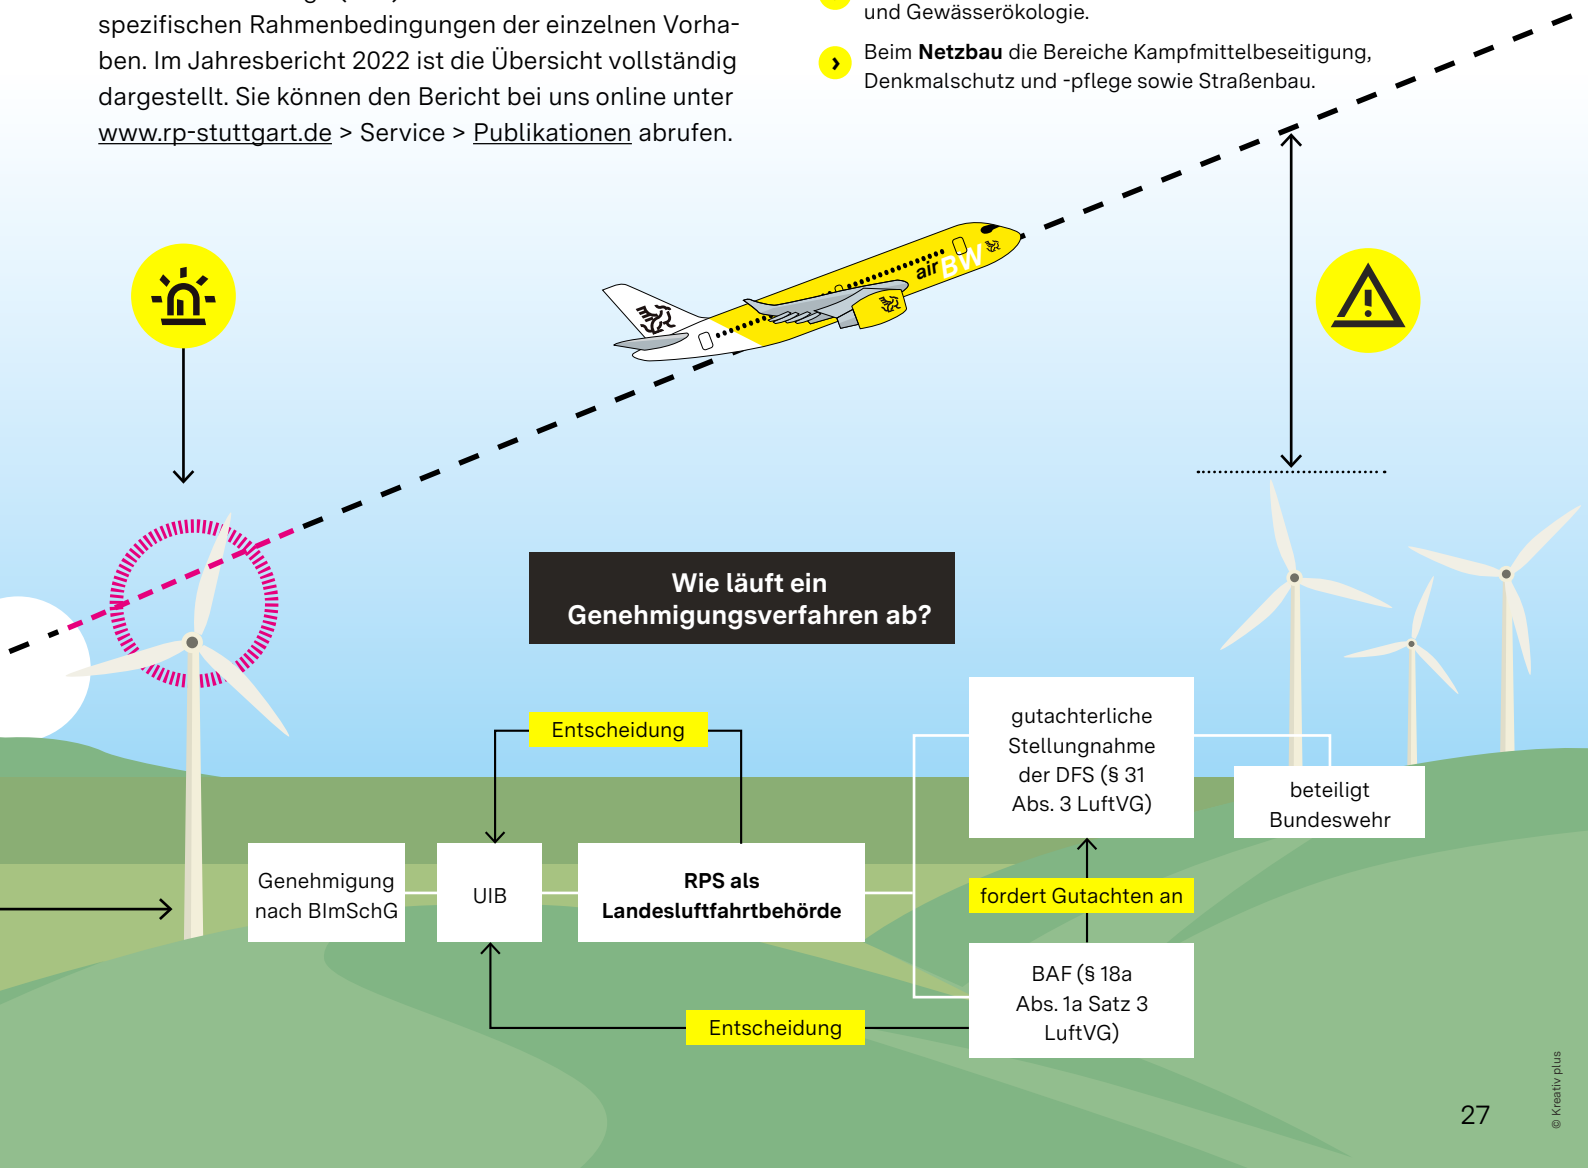 spezifischen Rahmenbedingungen der einzelnen Vorha-
ben. Im Jahresbericht 2022 ist die Übersicht vollständig
dargestellt. Sie können den Bericht bei uns online unter
www.rp-stuttgart.de > Service > Publikationen abrufen.
und Gewässerökologie.
Beim Netzbau die Bereiche Kampfmittelbeseitigung,
Denkmalschutz und -pflege sowie Straßenbau.
air BW
Wie läuft ein
Genehmigungsverfahren ab?
Entscheidung
gutachterliche
Stellungnahme
der DFS (§ 31
Abs. 3 LuftVG)
beteiligt
Bundeswehr
Genehmigung
nach BImSchG
UIB
RPS als
Landesluftfahrtbehörde
fordert Gutachten an
BAF (§ 18a
Abs. 1a Satz 3
LuftVG)
Entscheidung
27
© Kreativ plus